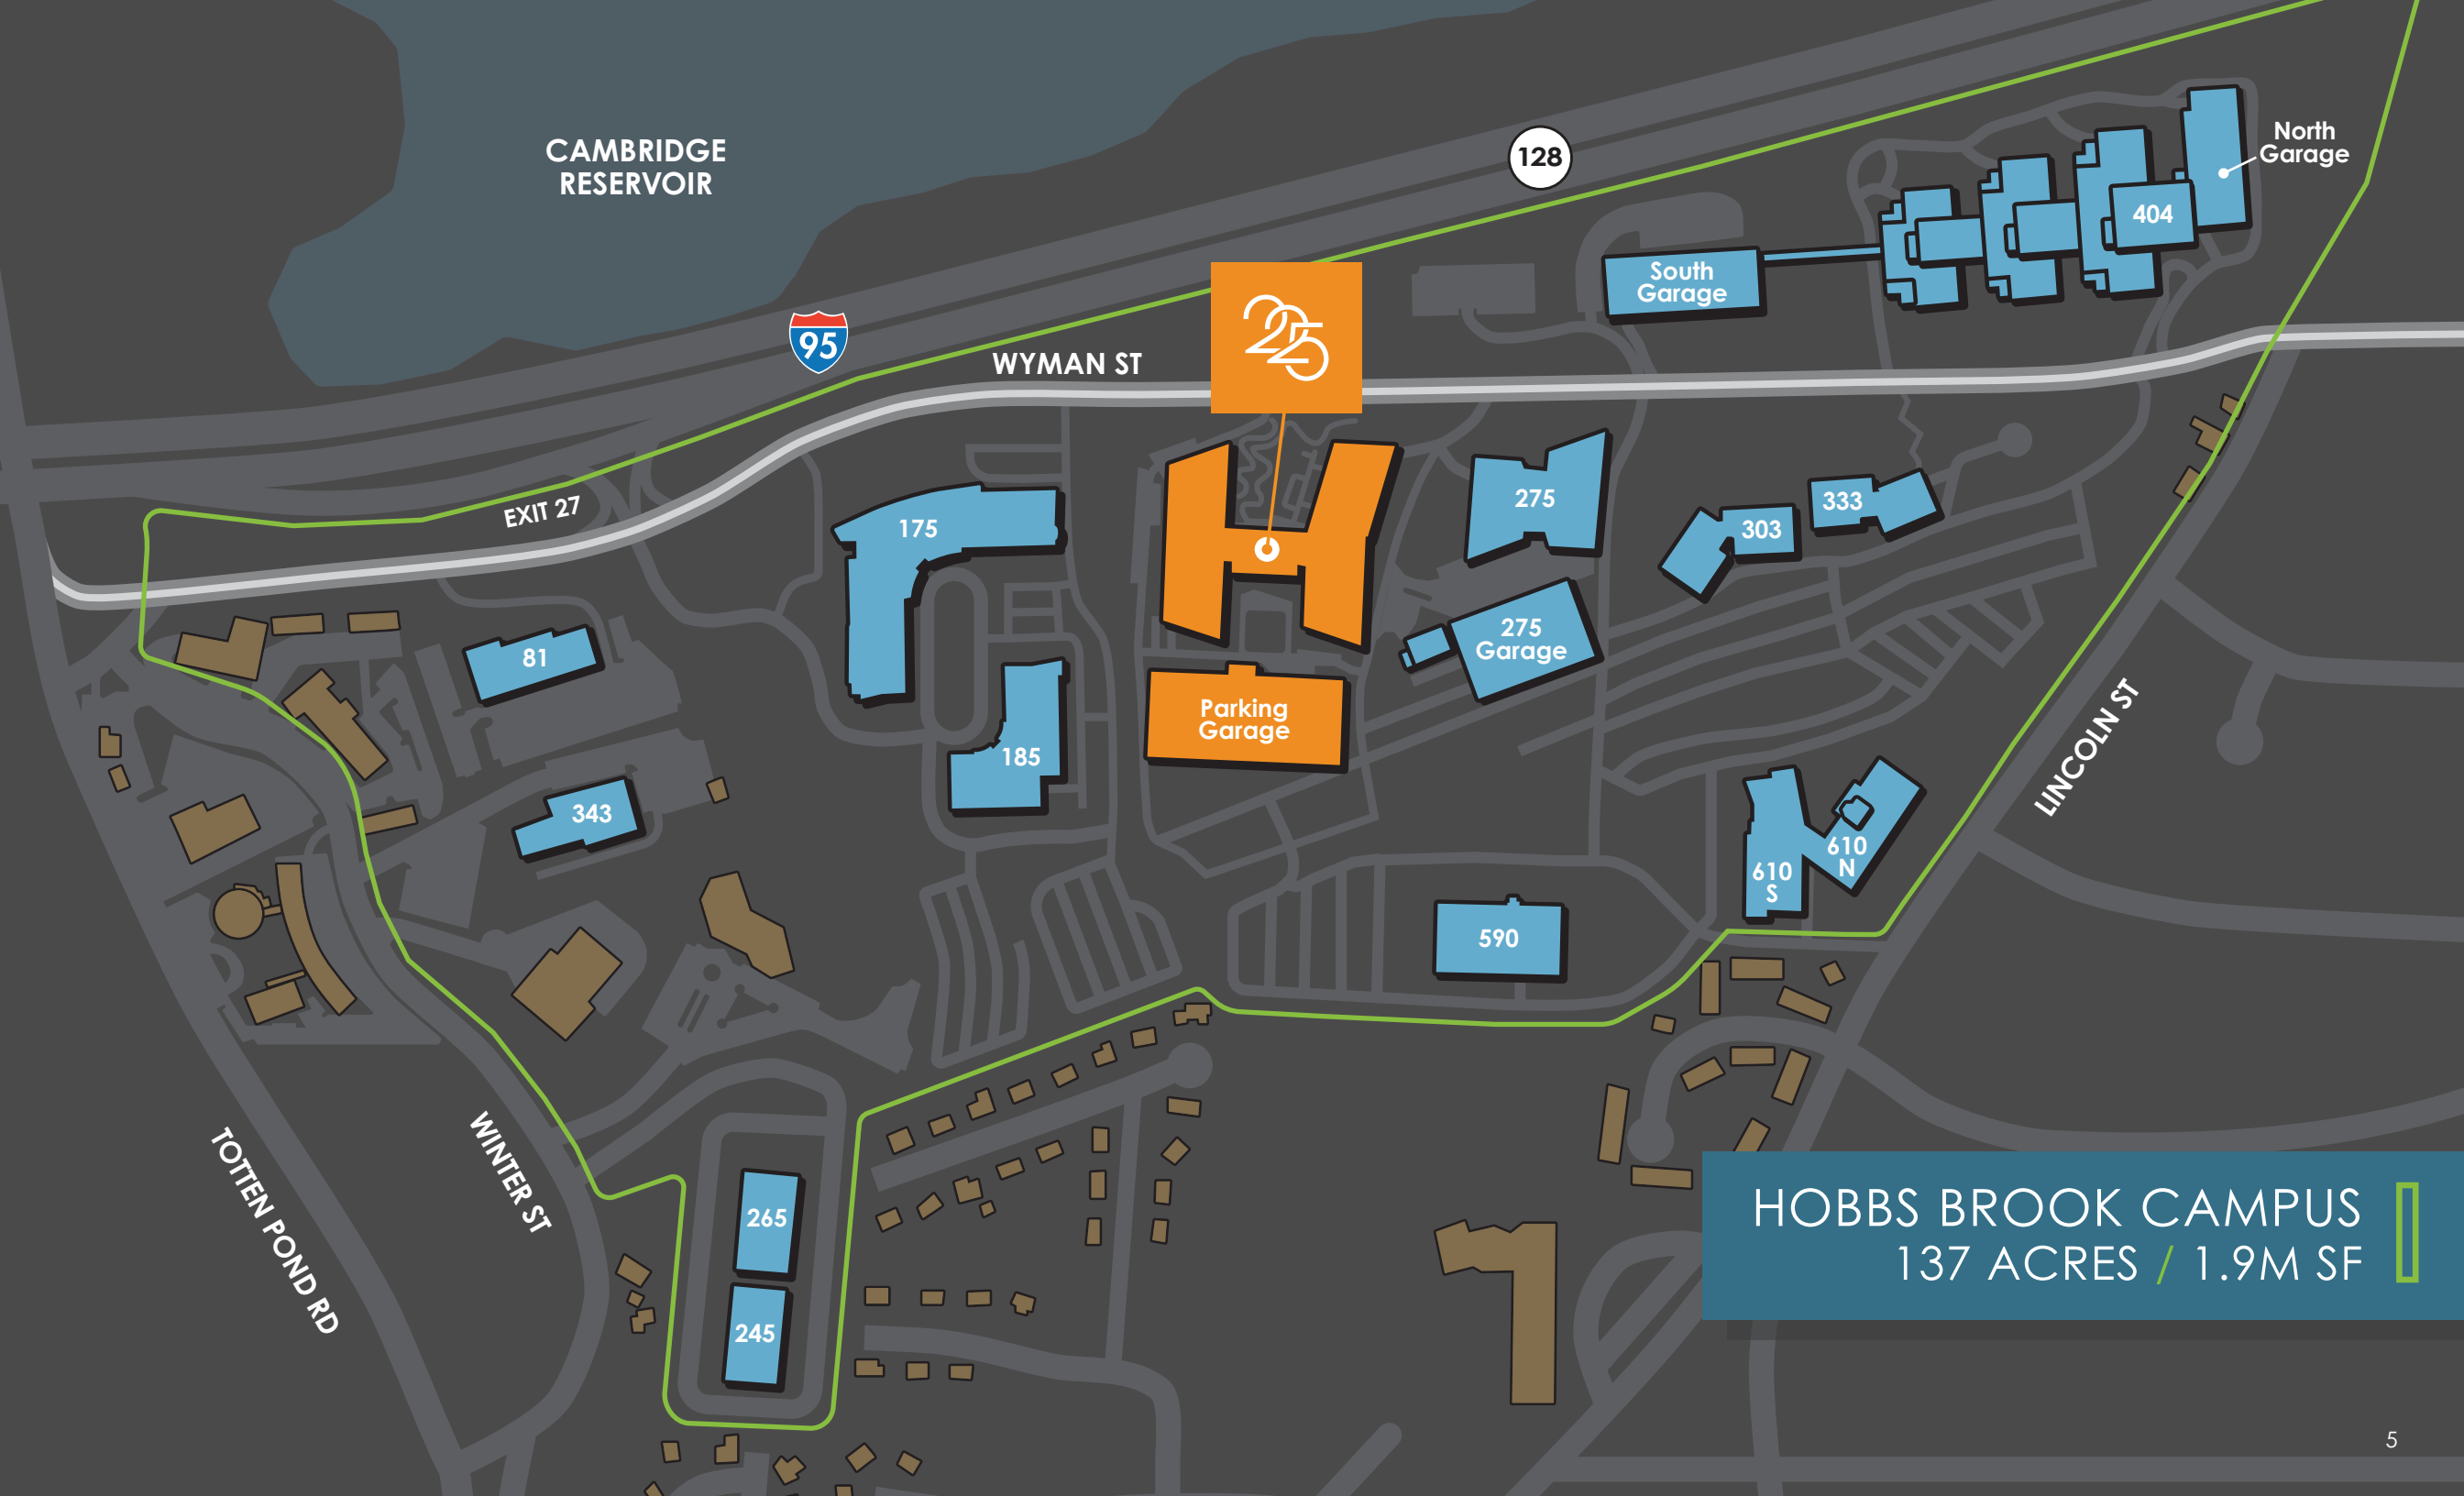 CAMBRIDGE
RESERVOIR
128
North
Garage
404
South
Garage
225
95
WYMAN ST
EXIT 27
175
275
333
303
81
275
Garage
Parking
Garage
185
343
LINCOLN ST
610
N
610
S
590
WINTER ST
TOTTEN POND RD
265
245
HOBBS BROOK CAMPUS
137 ACRES / 1.9M SF
5